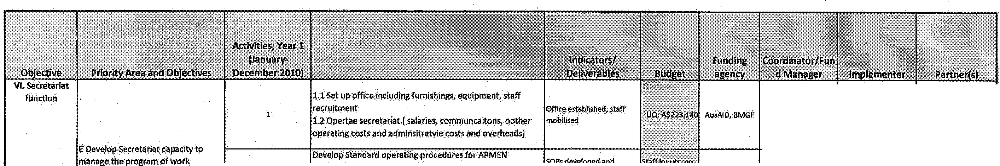 Objective
Priority Area and Objectives
Activities, Year 1
(January-
December 2010)
Indicators/
Deliverables
Budget
Funding
agency
Coordinator/Fun
d Manager
Implementer
Partner(s)
VI. Secretariat
function
E Develop Secretariat capacity to
manage the program of work
1
1.1 Set up office including furnishings, equipment, staff
recruitment
1.2 Opertae secretariat ( salaries, communcaitons, oother
operating costs and adminsitratvie costs and overheads)
Office established, staff
mobilised
UQ: A$223,140
AusAID, BMGF
Develop Standard operating procedures for APMEN
SOPs developed and
Staff inputs, no